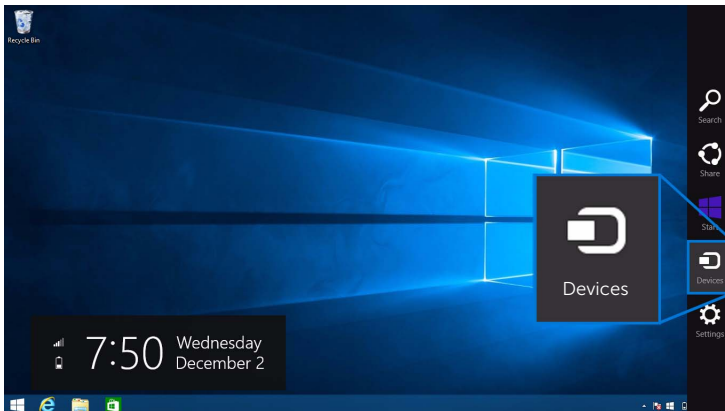 Recycle Bin
Search
Share
Start
Devices
Devices
Settings
7:50
Wednesday
December 2